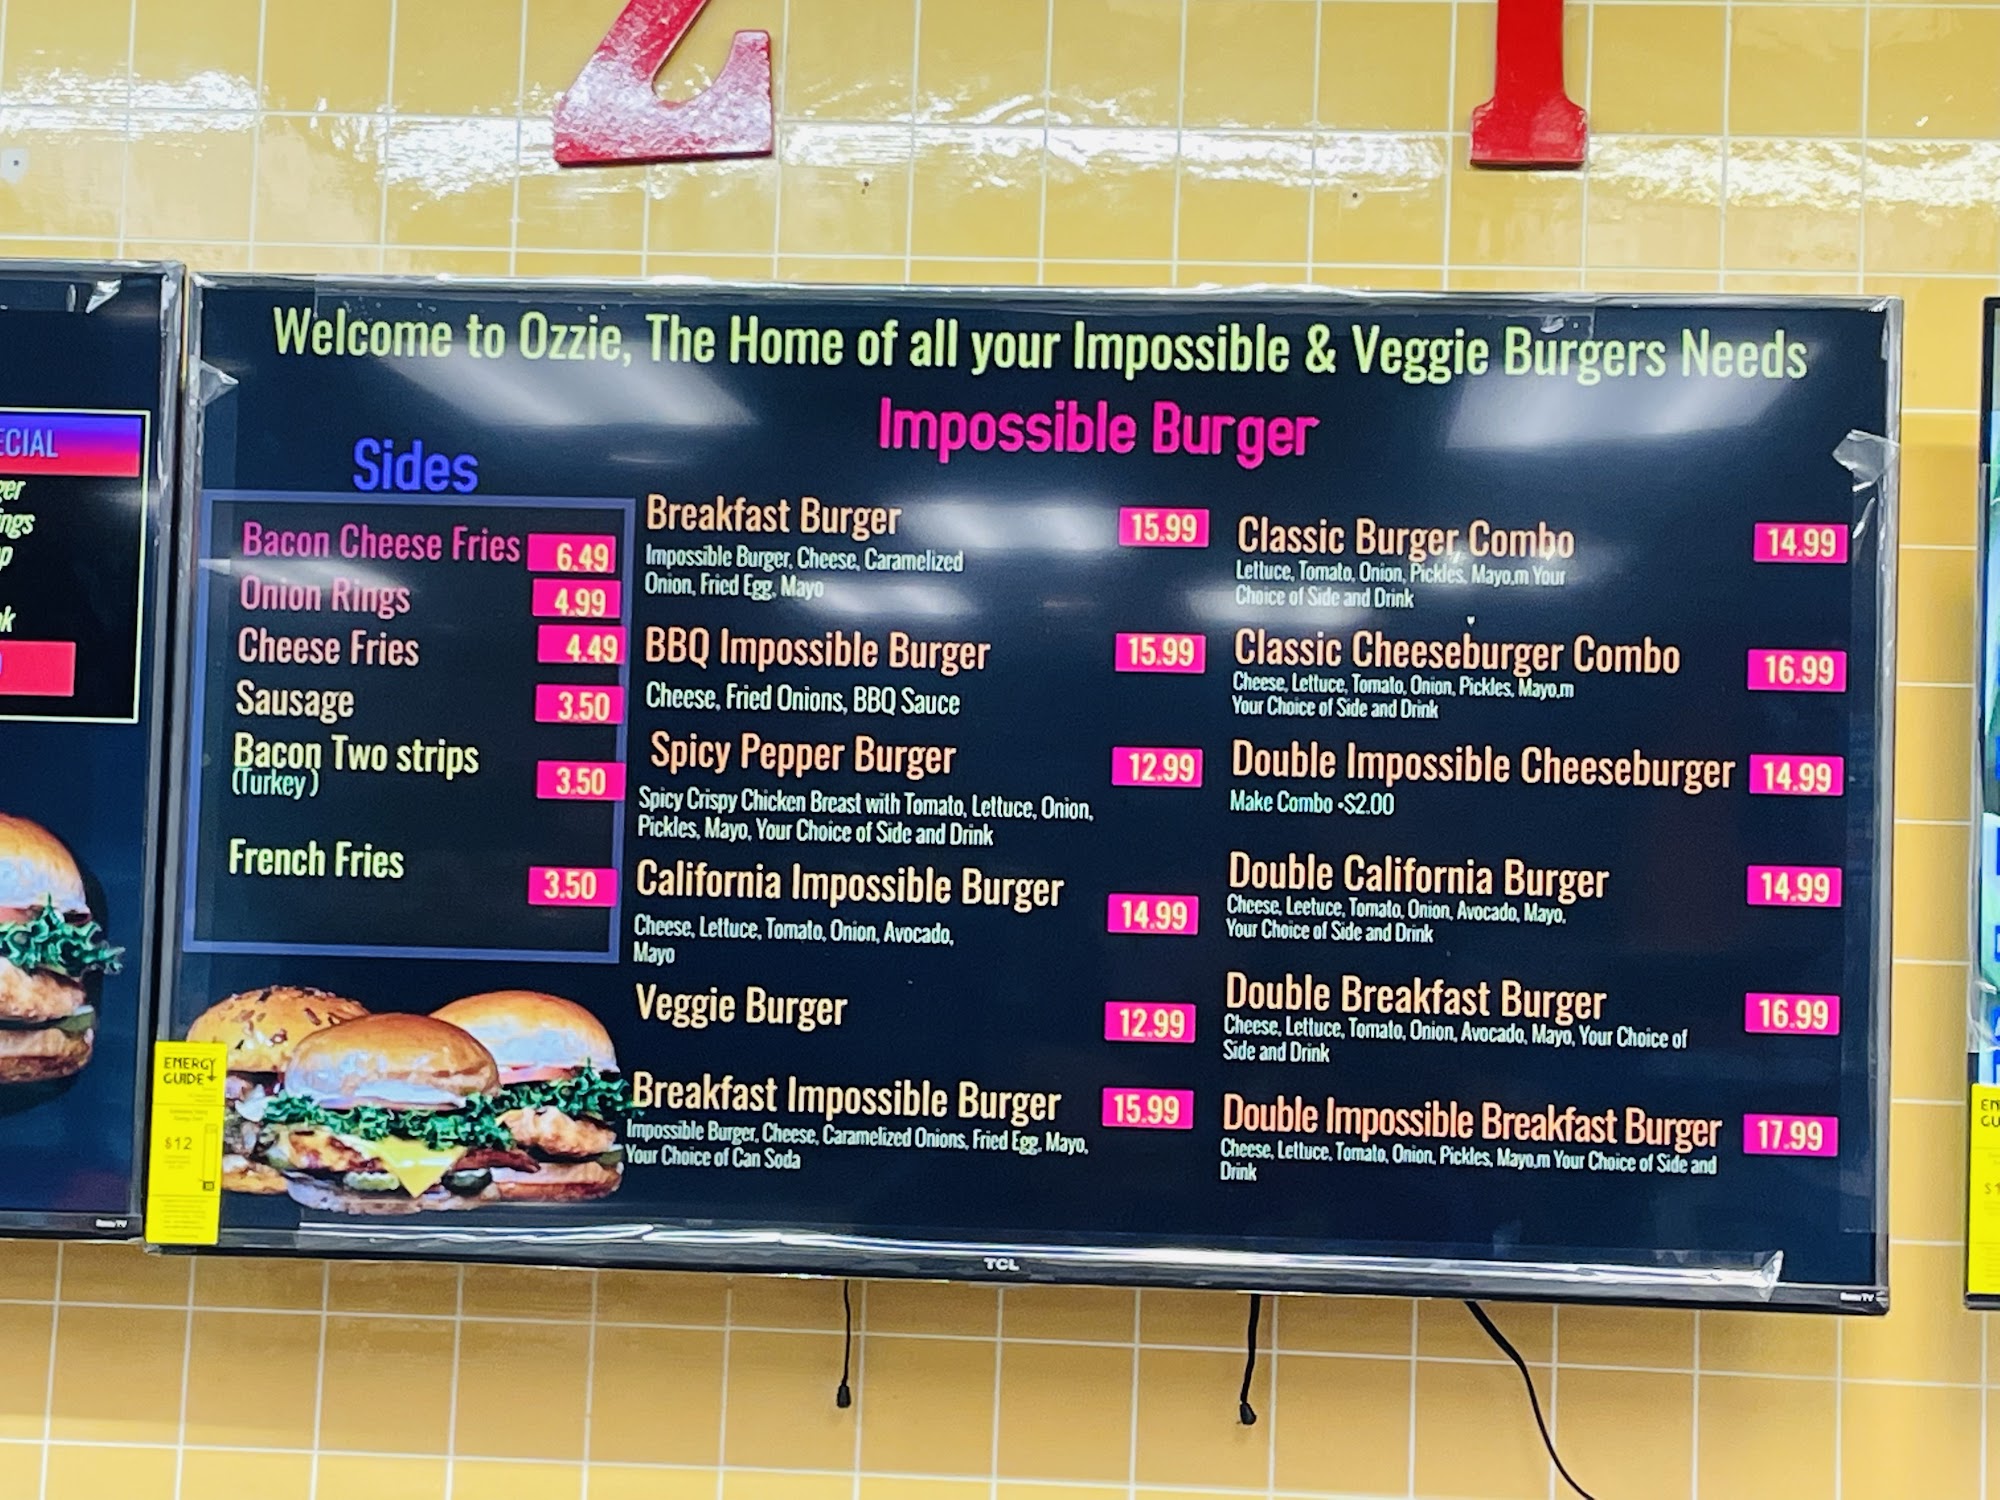 Z I
Welcome to Ozzie, The Home of all your Impossible & Veggie Burgers Needs
Impossible Burger
Sides
Bacon Cheese Fries 6.49
Onion Rings 4.99
Cheese Fries 4.49
Sausage 3.50
Bacon Two strips
(Turkey) 3.50
French Fries 3.50
Breakfast Burger 15.99
Impossible Burger, Cheese, Caramelized
Onion, Fried Egg, Mayo
BBQ Impossible Burger 15.99
Cheese, Fried Onions, BBQ Sauce
Spicy Pepper Burger 12.99
Spicy Crispy Chicken Breast with Tomato, Lettuce, Onion,
Pickles, Mayo, Your Choice of Side and Drink
California Impossible Burger 14.99
Cheese, Lettuce, Tomato, Onion, Avocado,
Mayo
Veggie Burger 12.99
Breakfast Impossible Burger 15.99
Impossible Burger, Cheese, Caramelized Onions, Fried Egg, Mayo,
Your Choice of Can Soda
Classic Burger Combo 14.99
Lettuce, Tomato, Onion, Pickles, Mayo,m Your
Choice of Side and Drink
Classic Cheeseburger Combo 16.99
Cheese, Lettuce, Tomato, Onion, Pickles, Mayo,m
Your Choice of Side and Drink
Double Impossible Cheeseburger 14.99
Make Combo -$2.00
Double California Burger 14.99
Cheese, Leetuce, Tomato, Onion, Avocado, Mayo,
Your Choice of Side and Drink
Double Breakfast Burger 16.99
Cheese, Lettuce, Tomato, Onion, Avocado, Mayo, Your Choice of
Side and Drink
Double Impossible Breakfast Burger 17.99
Cheese, Lettuce, Tomato, Onion, Pickles, Mayo,m Your Choice of Side and
Drink
ECIAL
ger
ings
p
k
ENERGY
GUIDE
$12
TCL
Roku TV
Roku TV
EN
GU
$1